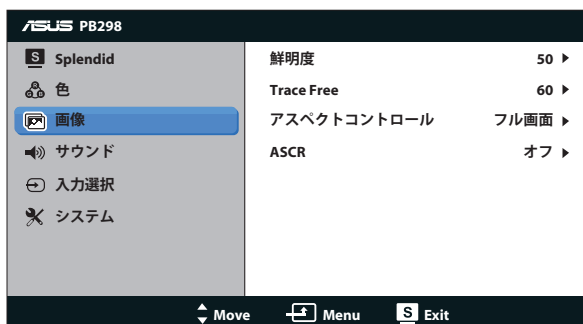 ASUS PB298
S Splendid
色
画像
サウンド
入力選択
システム
鮮明度 50
Trace Free 60
アスペクトコントロール フル画面
ASCR オフ
Move Menu S Exit